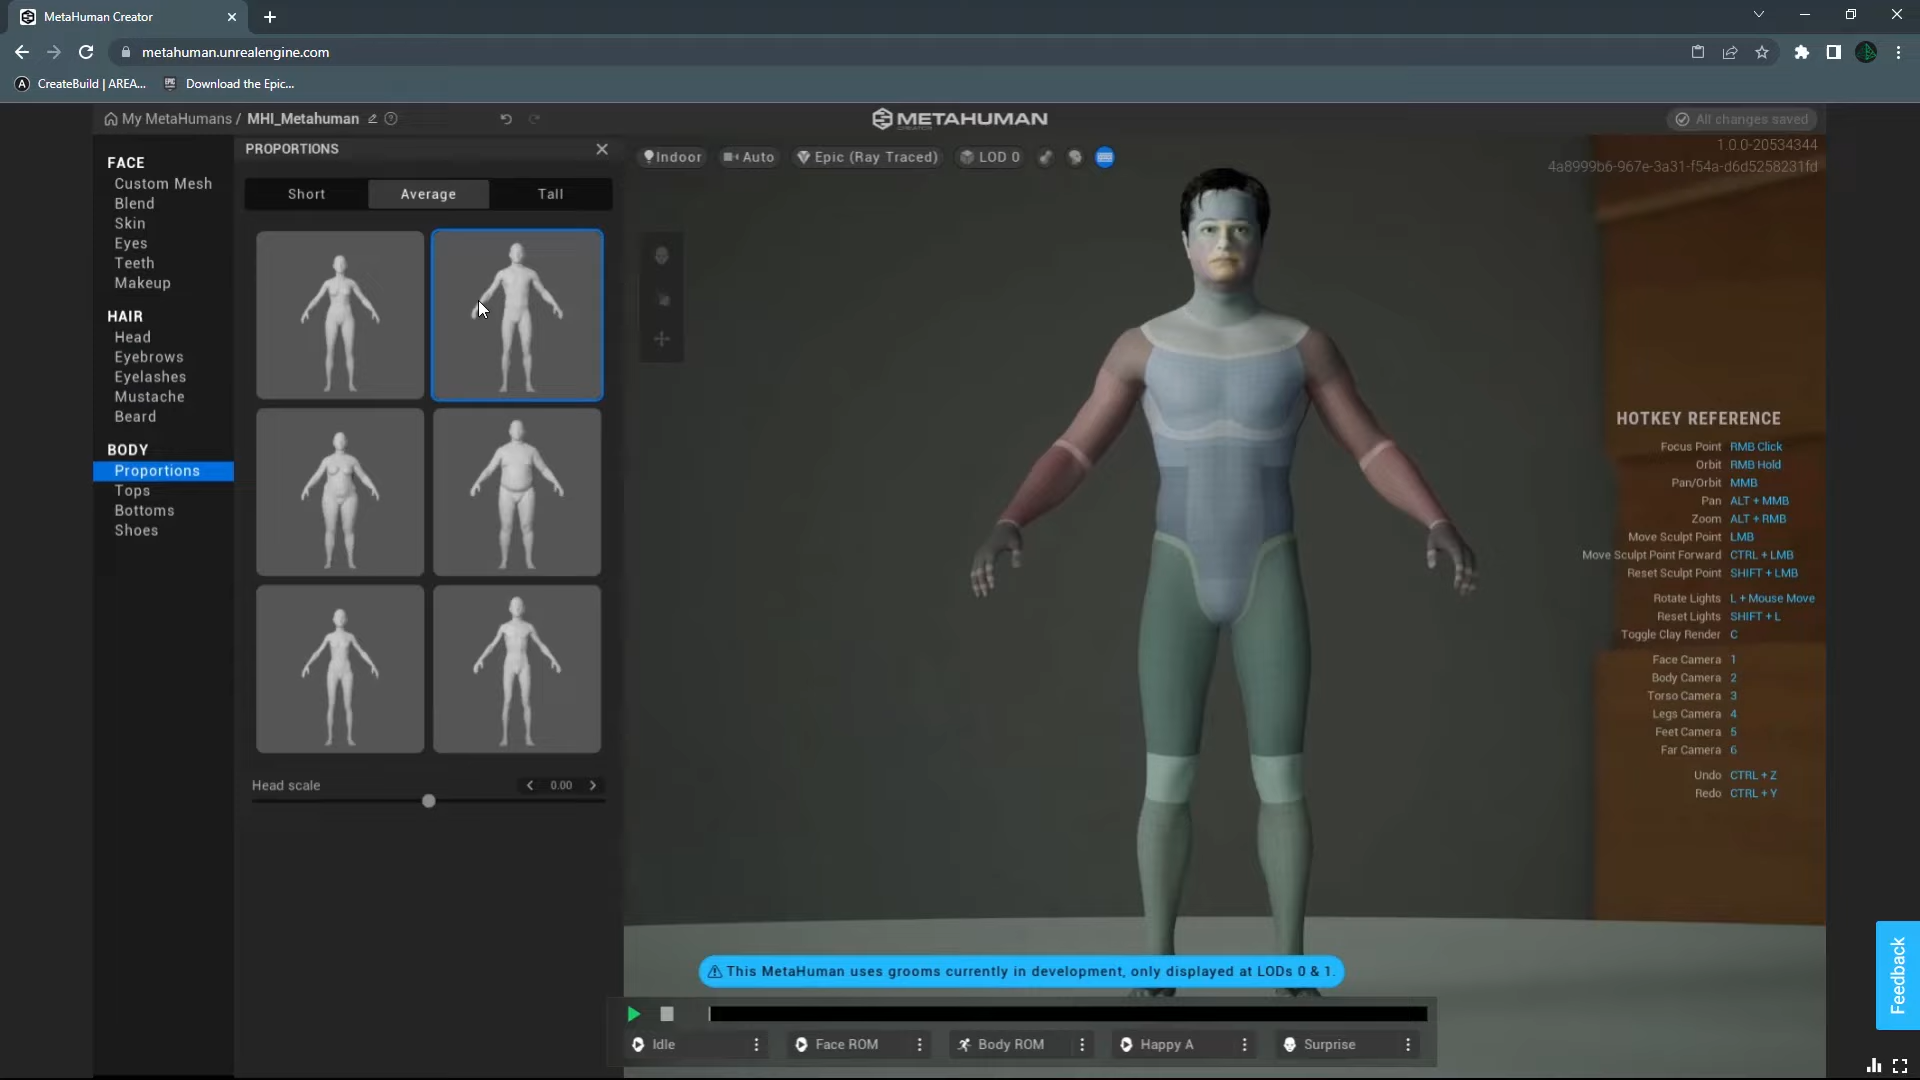 MetaHuman Creator
metahuman.unrealengine.com
CreateBuild | AREA...
Download the Epic...
My MetaHumans / MHI_Metahuman
METAHUMAN
CREATOR
All changes saved
1.0.0-20534344
4a8999b6-967e-3a31-f54a-d6d5258231fd
FACE
Custom Mesh
Blend
Skin
Eyes
Teeth
Makeup
HAIR
Head
Eyebrows
Eyelashes
Mustache
Beard
BODY
Proportions
Tops
Bottoms
Shoes
PROPORTIONS
Short
Average
Tall
Head scale
0.00
Indoor
Auto
Epic (Ray Traced)
LOD 0
HOTKEY REFERENCE
Focus Point RMB Click
Orbit RMB Hold
Pan/Orbit MMB
Pan ALT + MMB
Zoom ALT + RMB
Move Sculpt Point LMB
Move Sculpt Point Forward CTRL + LMB
Reset Sculpt Point SHIFT + LMB
Rotate Lights L + Mouse Move
Reset Lights SHIFT + L
Toggle Clay Render C
Face Camera 1
Body Camera 2
Torso Camera 3
Legs Camera 4
Feet Camera 5
Far Camera 6
Undo CTRL + Z
Redo CTRL + Y
This MetaHuman uses grooms currently in development, only displayed at LODs 0 & 1.
Idle
Face ROM
Body ROM
Happy A
Surprise
Feedback